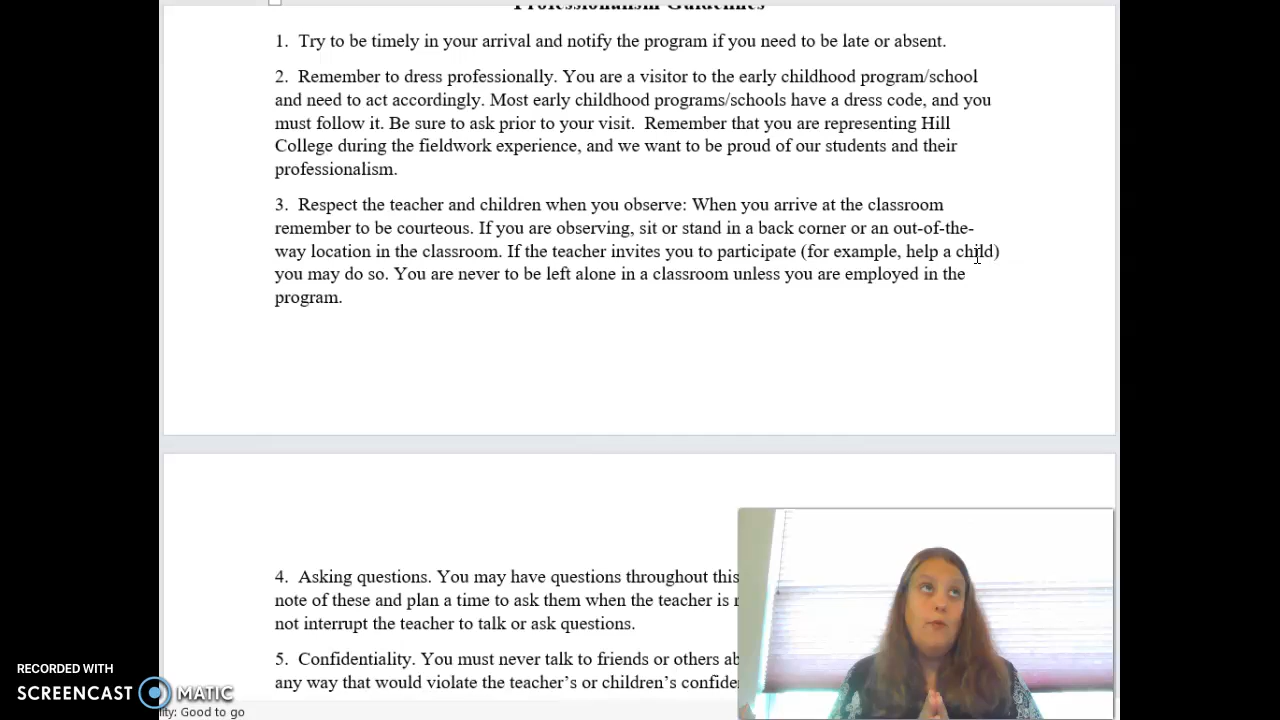 Professionalism Guidelines
1. Try to be timely in your arrival and notify the program if you need to be late or absent.
2. Remember to dress professionally. You are a visitor to the early childhood program/school
and need to act accordingly. Most early childhood programs/schools have a dress code, and you
must follow it. Be sure to ask prior to your visit. Remember that you are representing Hill
College during the fieldwork experience, and we want to be proud of our students and their
professionalism.
3. Respect the teacher and children when you observe: When you arrive at the classroom
remember to be courteous. If you are observing, sit or stand in a back corner or an out-of-the-
way location in the classroom. If the teacher invites you to participate (for example, help a child)
you may do so. You are never to be left alone in a classroom unless you are employed in the
program.
4. Asking questions. You may have questions throughout this
note of these and plan a time to ask them when the teacher is
not interrupt the teacher to talk or ask questions.
5. Confidentiality. You must never talk to friends or others
any way that would violate the teacher’s or children’s
RECORDED WITH
SCREENCAST MATIC
lity: Good to go